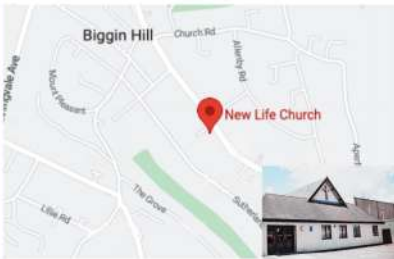 Biggin Hill
Church Rd
Allenby Rd
Mount Pleasant
New Life Church
The Grove
Lillie Rd